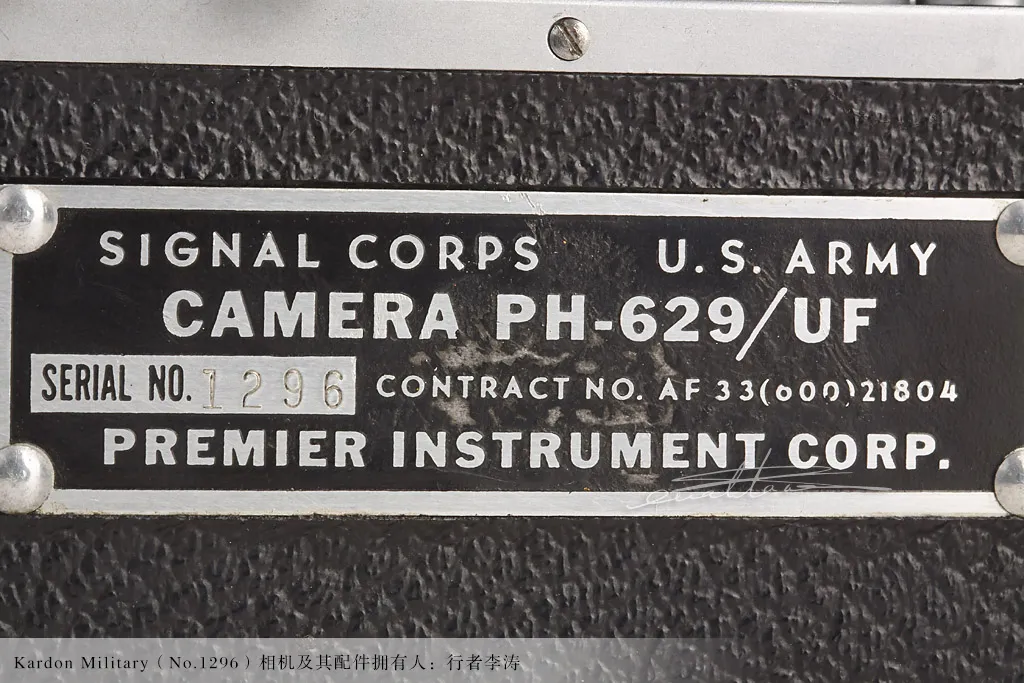 SIGNAL CORPS U. S. ARMY
CAMERA PH-629/UF
SERIAL NO. 1296 CONTRACT NO. AF 33(600)21804
PREMIER INSTRUMENT CORP.
Kardon Military（No.1296）相机及其配件拥有人：行者李涛